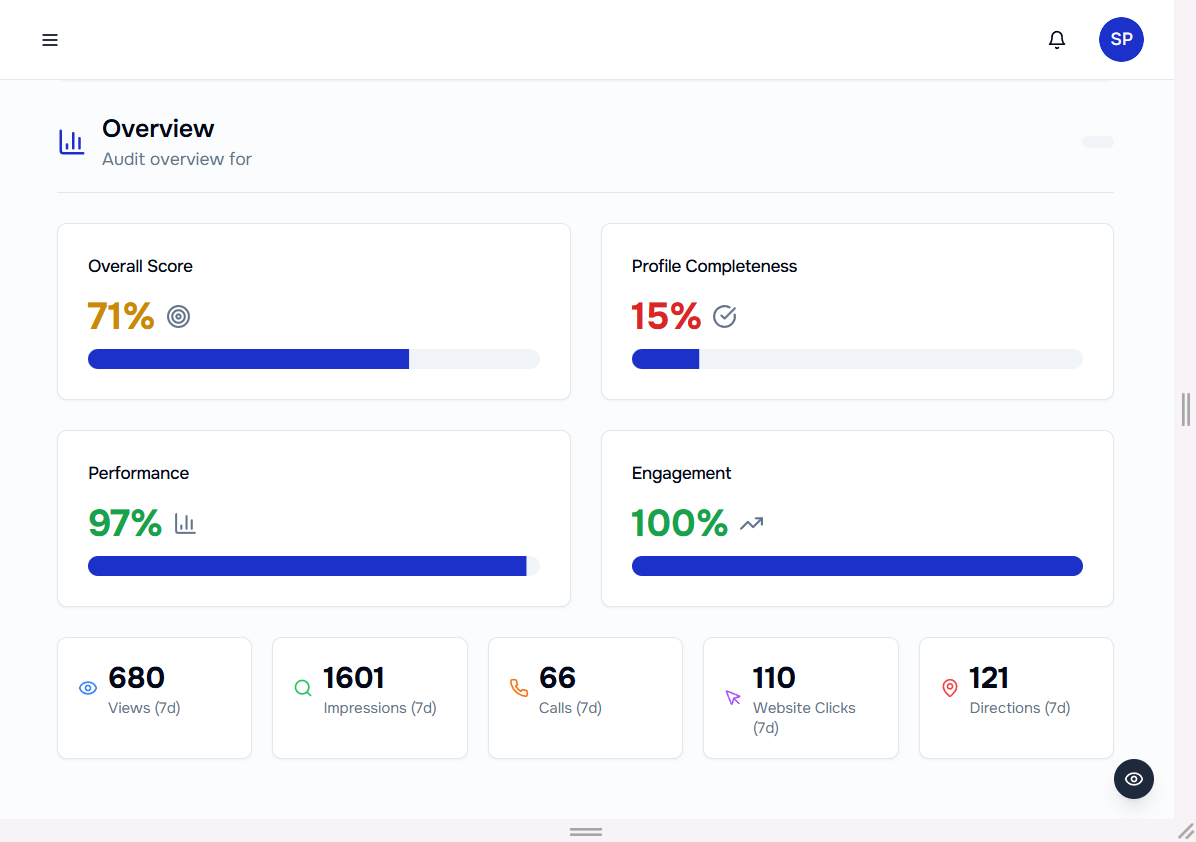 SP
Overview
Audit overview for
Overall Score
71%
Profile Completeness
15%
Performance
97%
Engagement
100%
680
Views (7d)
1601
Impressions (7d)
66
Calls (7d)
110
Website Clicks
(7d)
121
Directions (7d)